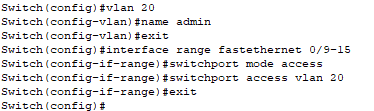 Switch(config)#vlan 20
Switch(config-vlan)#name admin
Switch(config-vlan)#exit
Switch(config)#interface range fastethernet 0/9-15
Switch(config-if-range)#switchport mode access
Switch(config-if-range)#switchport access vlan 20
Switch(config-if-range)#exit
Switch(config)#